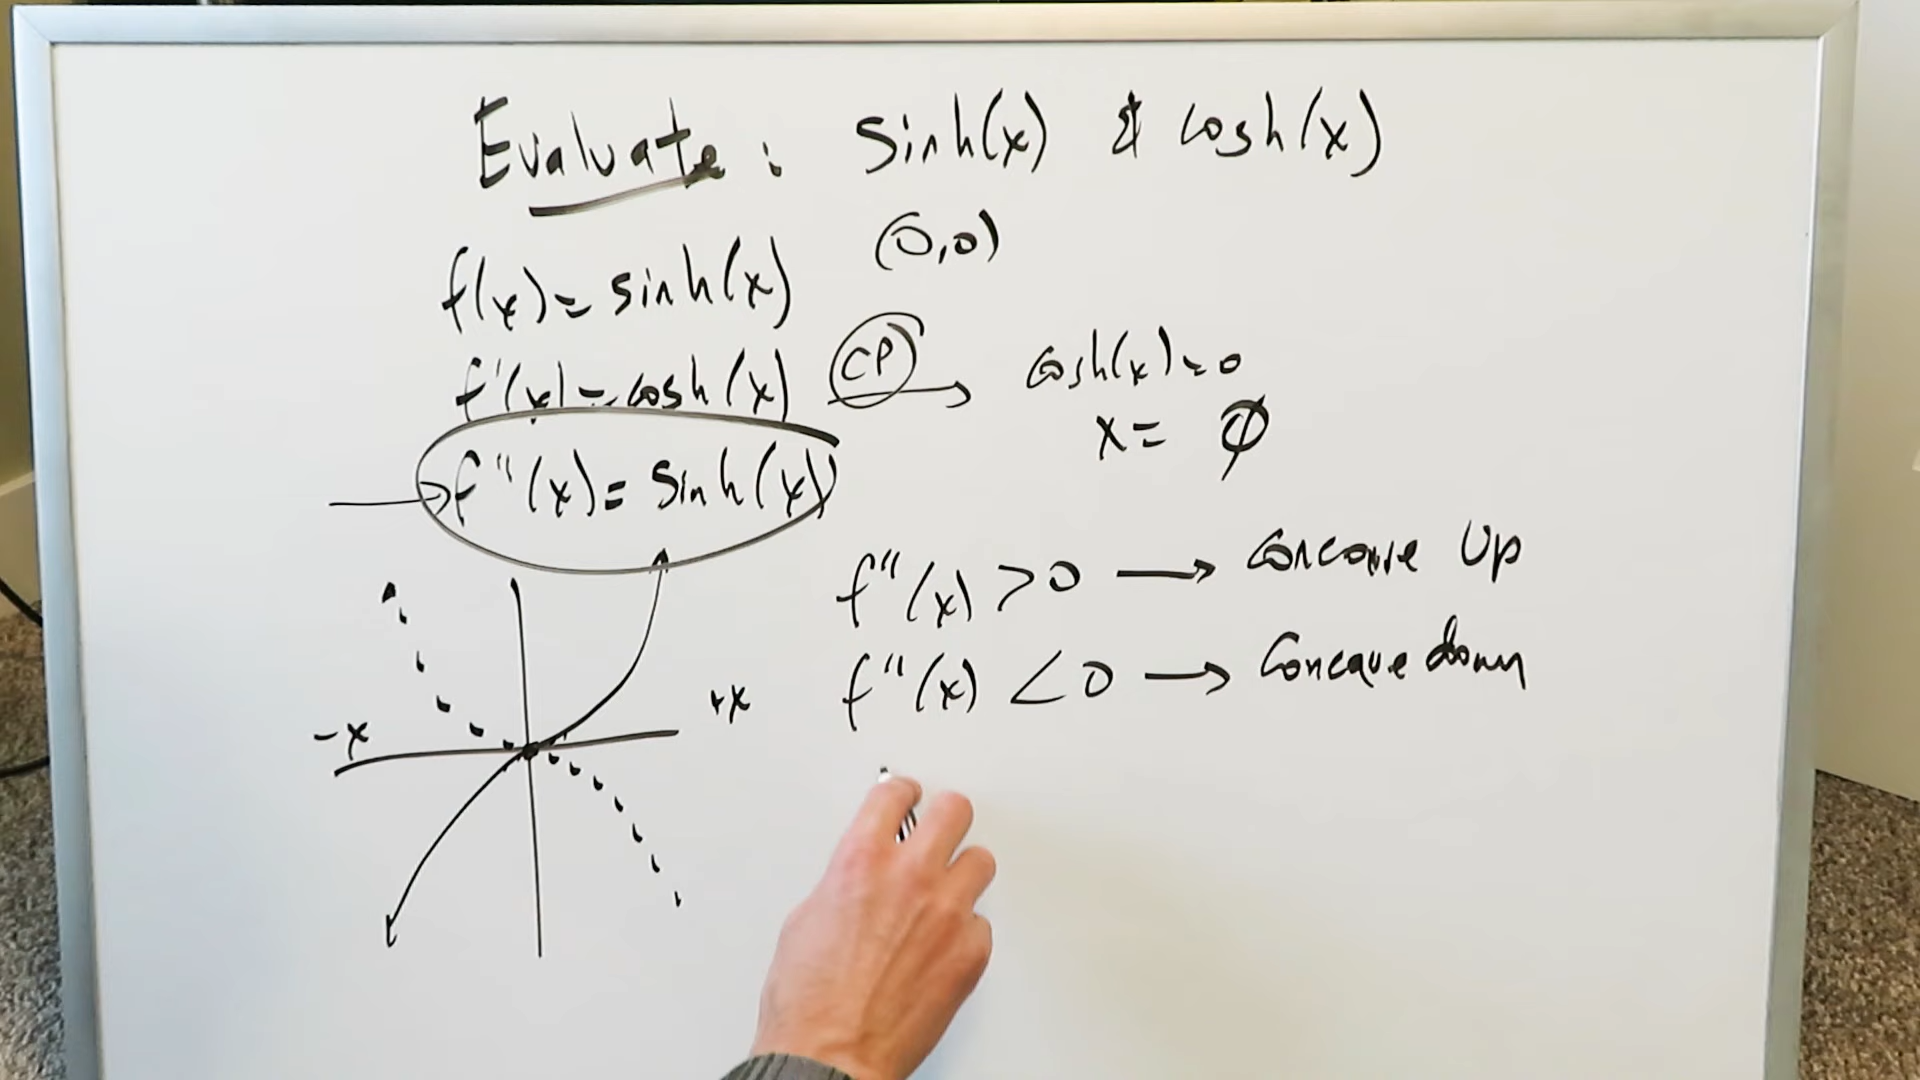 Evaluate: sinh(x) & cosh(x)
(0,0)
f(x) = sinh(x)
f'(x) = cosh(x) CP → cosh(x) = 0
x = ∅
→ f''(x) = sinh(x)
f''(x) > 0 → Concave Up
f''(x) < 0 → Concave down
-x +x